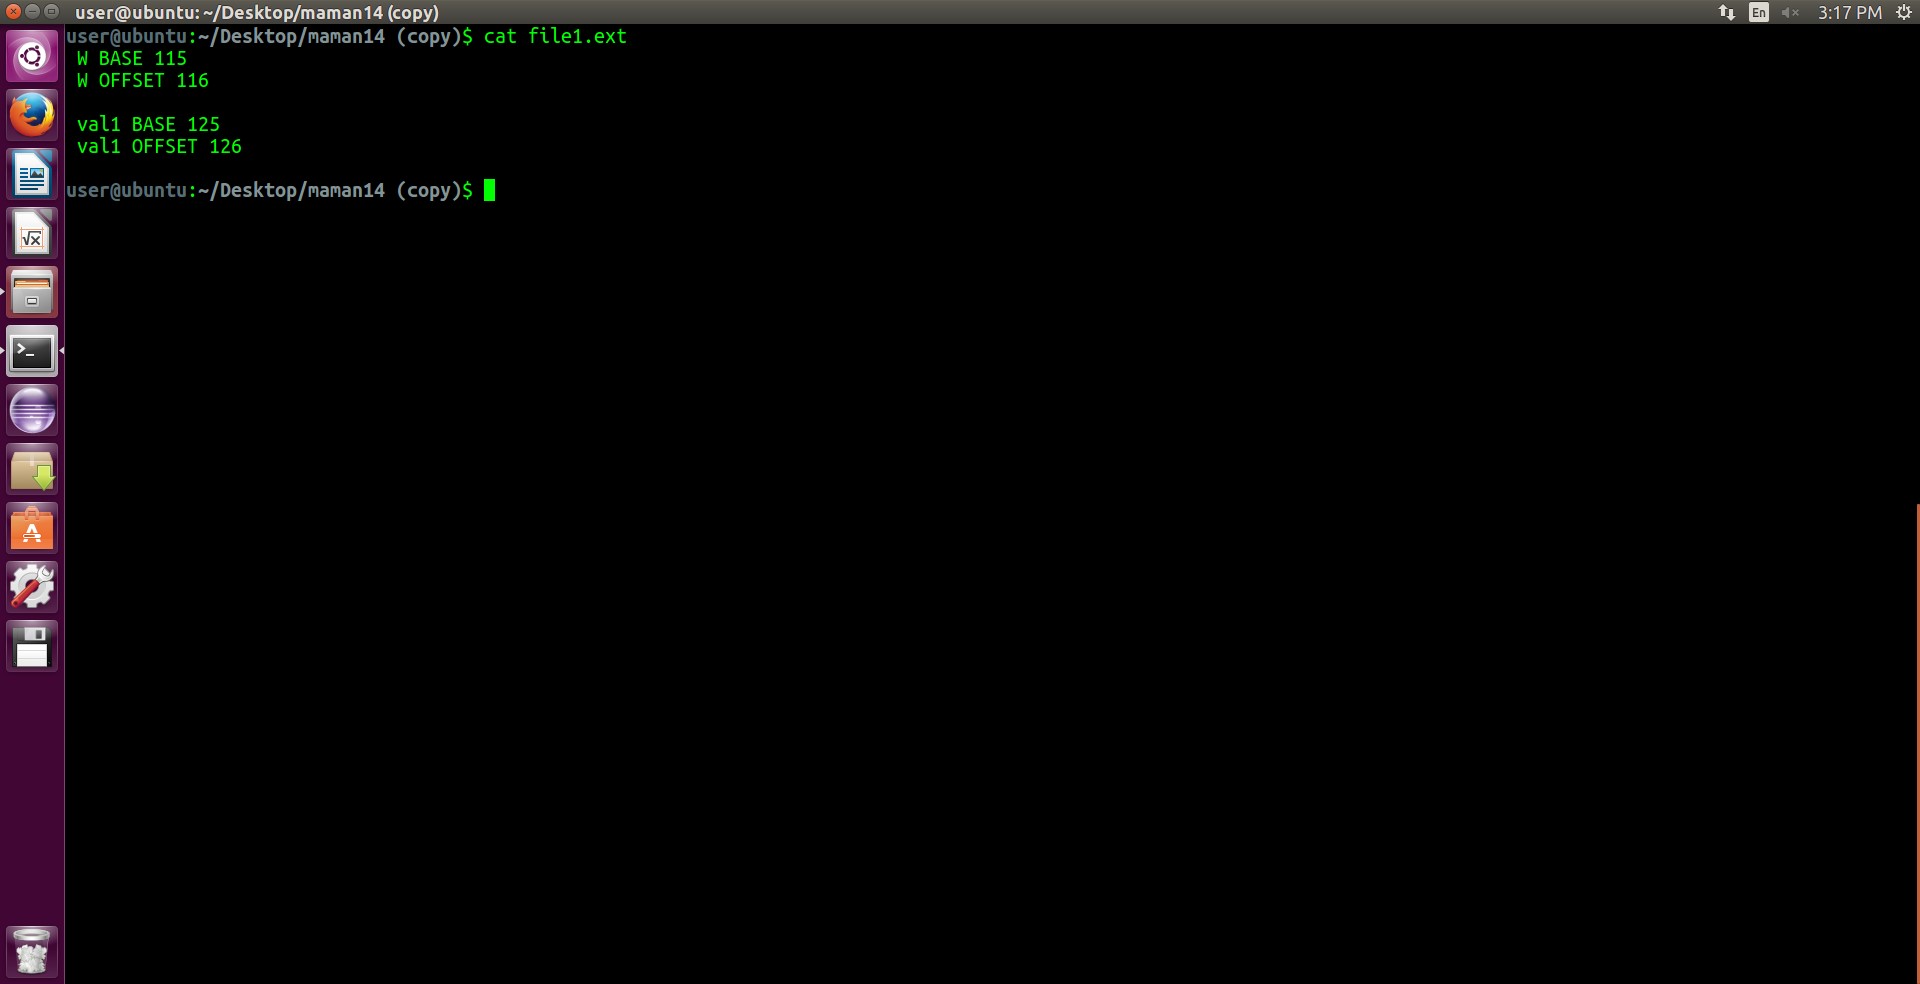 user@ubuntu: ~/Desktop/maman14 (copy)
En
3:17 PM
user@ubuntu:~/Desktop/maman14 (copy)$ cat file1.ext
W BASE 115
W OFFSET 116
val1 BASE 125
val1 OFFSET 126
user@ubuntu:~/Desktop/maman14 (copy)$